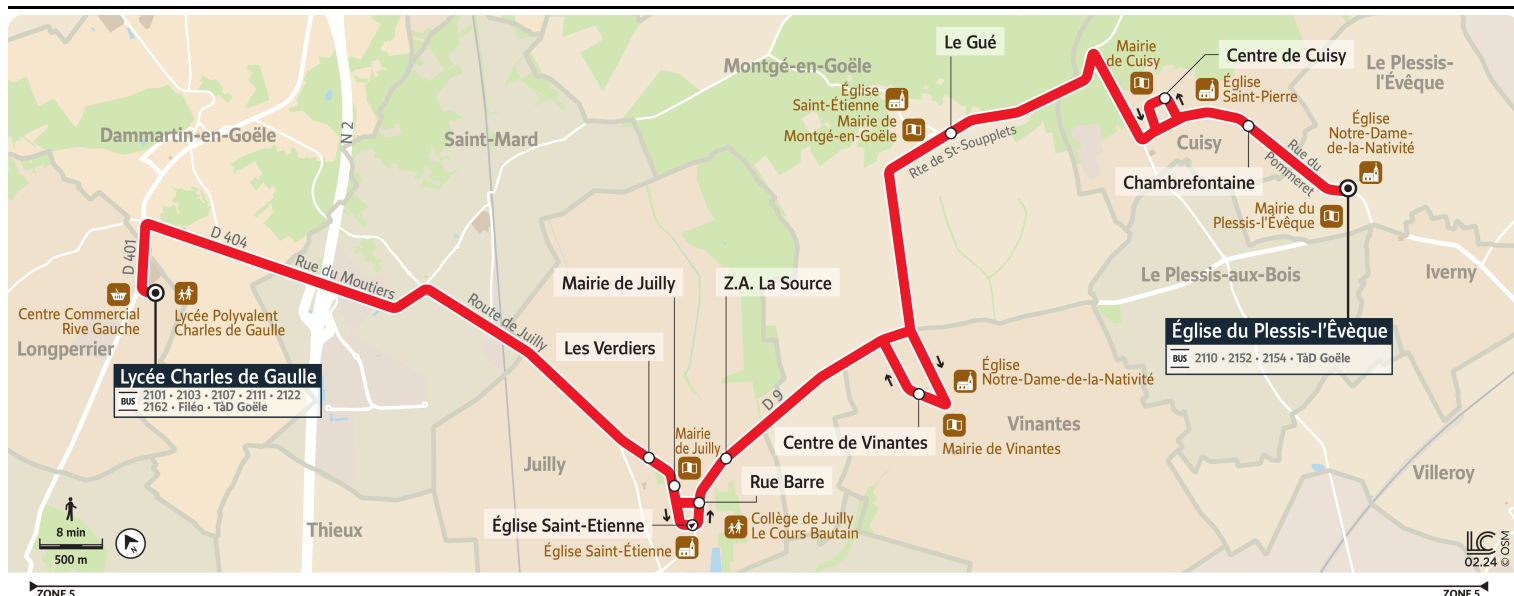 Le Gué
Mairie
de Cuisy
Centre de Cuisy
Montgé-en-Goële
Le Plessis-
l'Évêque
Église
Saint-Étienne
Mairie de
Montgé-en-Goële
Église
Saint-Pierre
Église
Notre-Dame-
de-la-Nativité
Dammartin-en-Goële
N 2
Saint-Mard
Rte de St-Soupplets
Cuisy
Rue du
Pommeret
Chambrefontaine
Mairie du
Plessis-l'Évêque
D 401
D 404
Rue du Moutiers
Mairie de Juilly
Z.A. La Source
Le Plessis-aux-Bois
Iverny
Centre Commercial
Rive Gauche
Lycée Polyvalent
Charles de Gaulle
Route de Juilly
Longperrier
Les Verdiers
Église du Plessis-l'Évèque
BUS
2110 • 2152 • 2154 • TàD Goële
Lycée Charles de Gaulle
BUS
2101 • 2103 • 2107 • 2111 • 2122
2162 • Filéo • TàD Goële
Église
Notre-Dame-de-la-Nativité
D 9
Vinantes
Centre de Vinantes
Mairie de Vinantes
Mairie
de Juilly
Juilly
Rue Barre
Villeroy
Église Saint-Etienne
Collège de Juilly
Le Cours Bautain
Église Saint-Étienne
Thieux
8 min
500 m
N
LC
02.24
© OSM
ZONE 5
ZONE 5